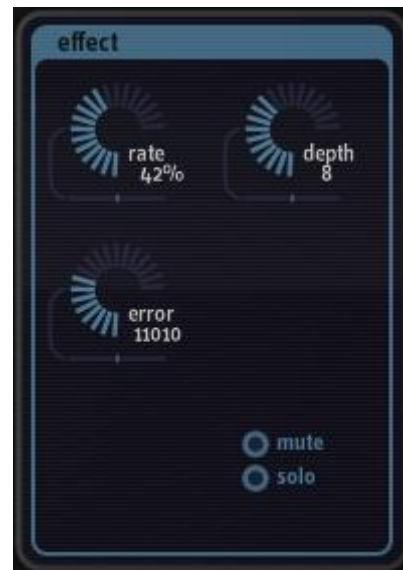 effect
rate
42%
depth
8
error
11010
mute
solo